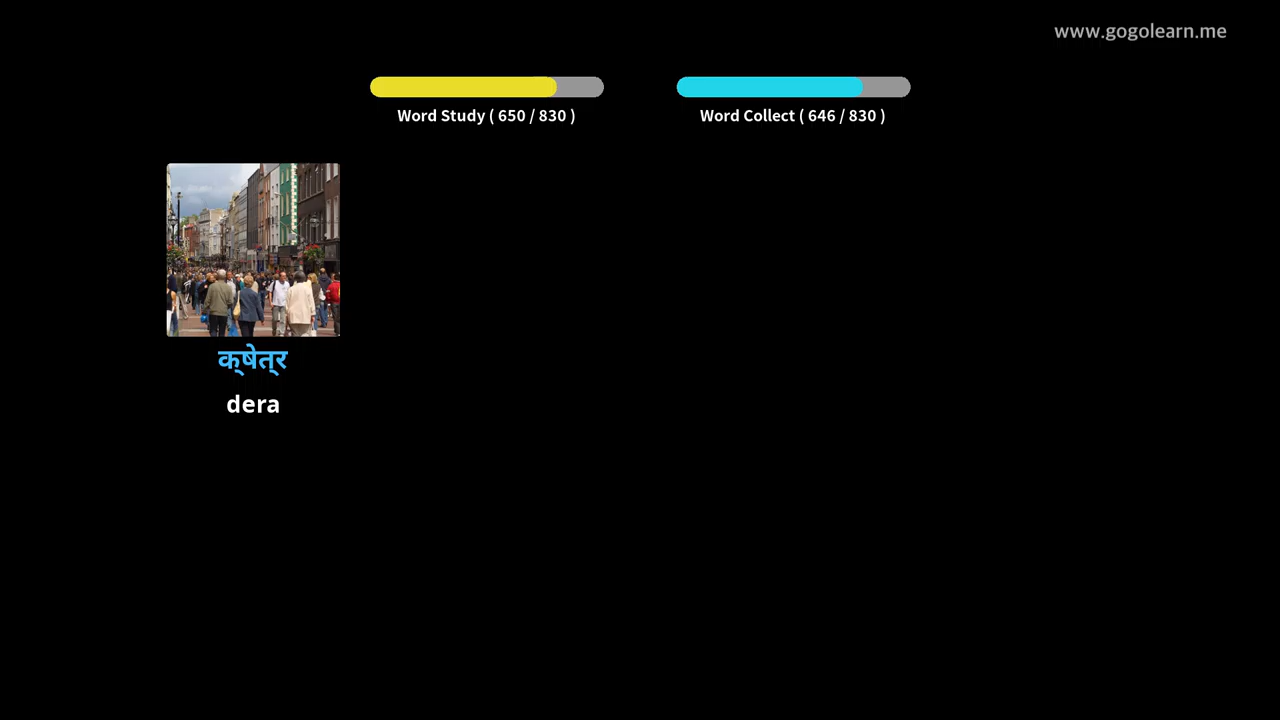 www.gogolearn.me
Word Study ( 650 / 830 )
Word Collect ( 646 / 830 )
क्षेत्र
dera